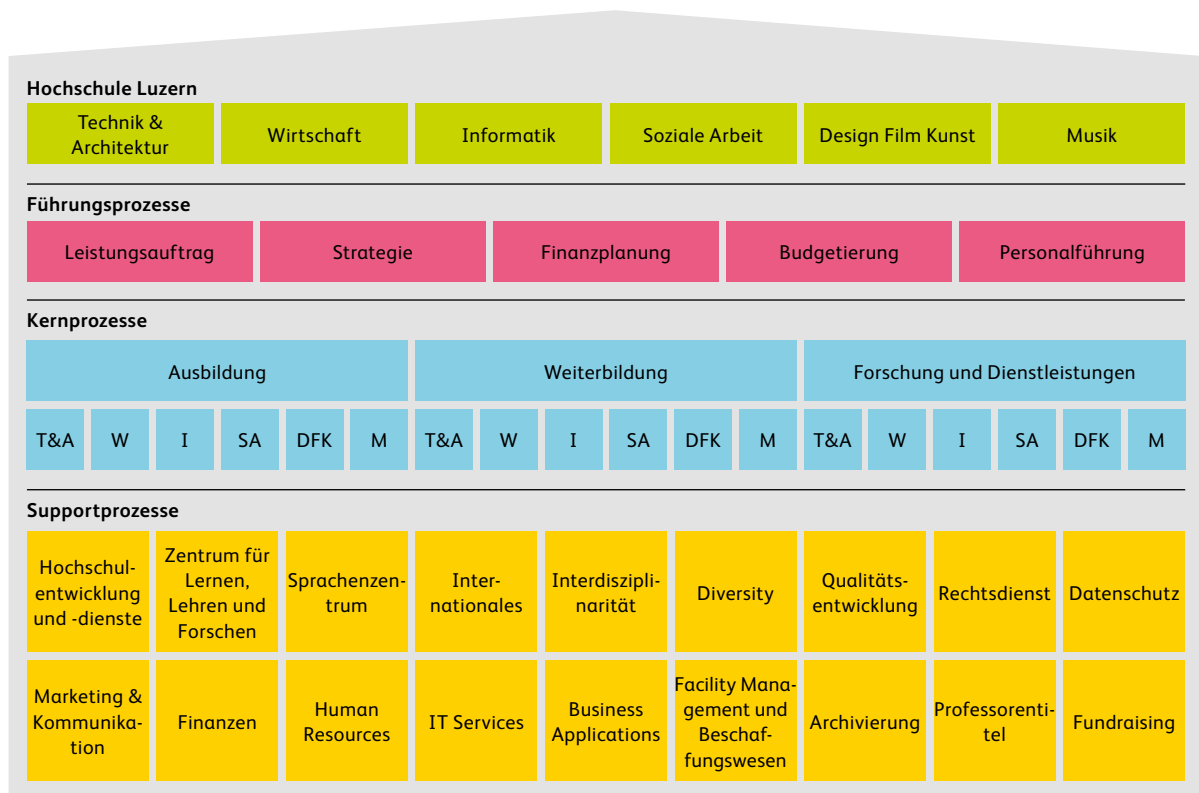 Hochschule Luzern
Technik &
Architektur
Wirtschaft
Informatik
Soziale Arbeit
Design Film Kunst
Musik
Führungsprozesse
Leistungsauftrag
Strategie
Finanzplanung
Budgetierung
Personalführung
Kernprozesse
Ausbildung
Weiterbildung
Forschung und Dienstleistungen
T&A
W
I
SA
DFK
M
T&A
W
I
SA
DFK
M
T&A
W
I
SA
DFK
M
Supportprozesse
Hochschul-
entwicklung
und -dienste
Zentrum für
Lernen,
Lehren und
Forschen
Sprachenzen-
trum
Inter-
nationales
Interdiszipli-
narität
Diversity
Qualitäts-
entwicklung
Rechtsdienst
Datenschutz
Marketing &
Kommunika-
tion
Finanzen
Human
Resources
IT Services
Business
Applications
Facility Mana-
gement und
Beschaf-
fungswesen
Archivierung
Professorenti-
tel
Fundraising